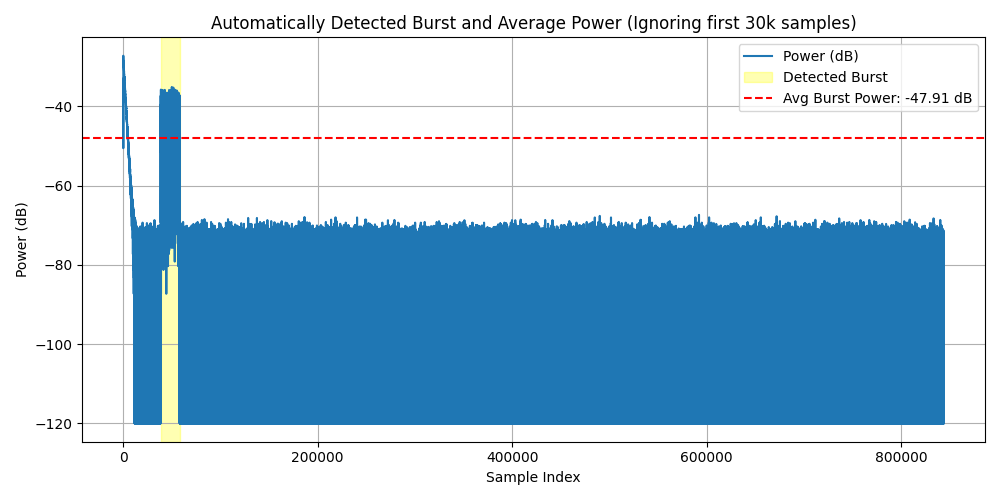 Automatically Detected Burst and Average Power (Ignoring first 30k samples)
Power (dB)
Detected Burst
Avg Burst Power: -47.91 dB
Power (dB)
−40
−60
−80
−100
−120
0 200000 400000 600000 800000
Sample Index